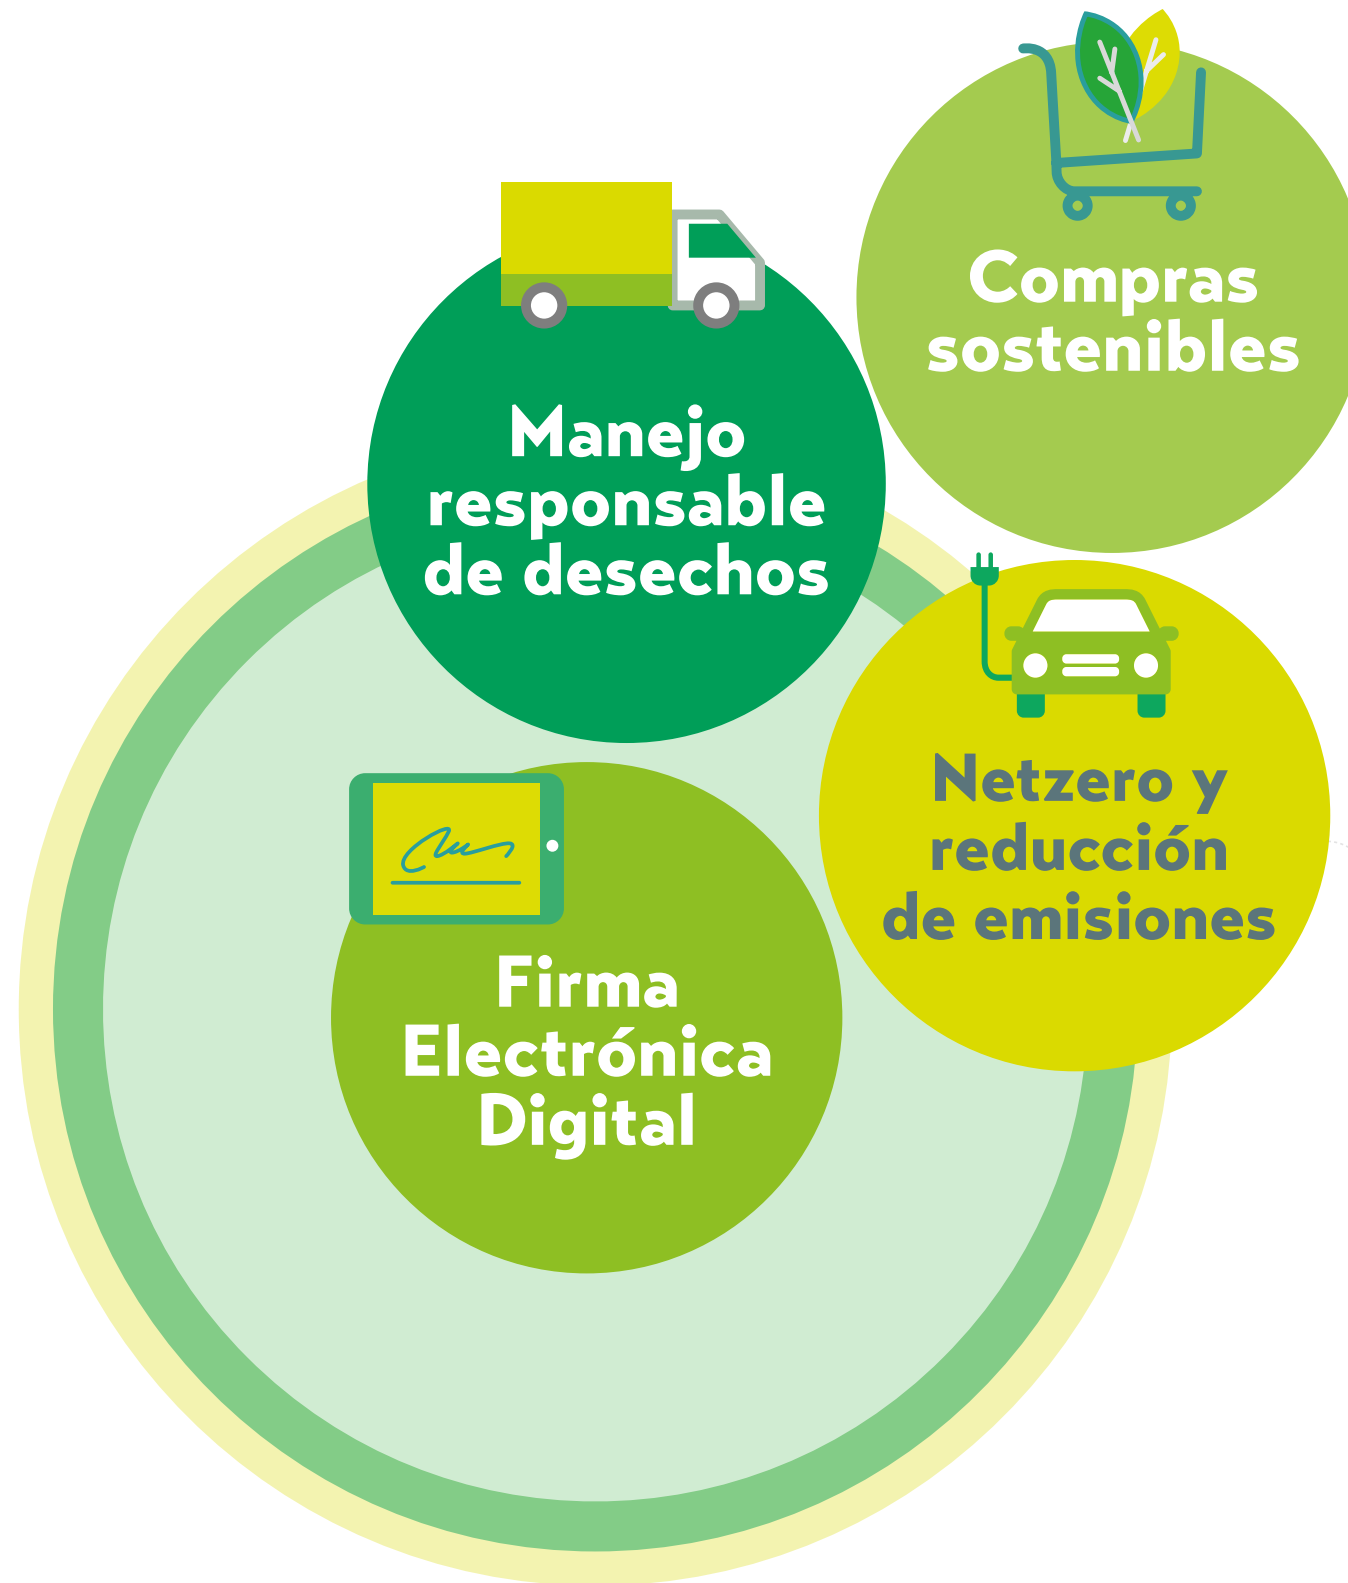 Compras
sostenibles
Manejo
responsable
de desechos
Netzero y
reducción
de emisiones
Firma
Electrónica
Digital